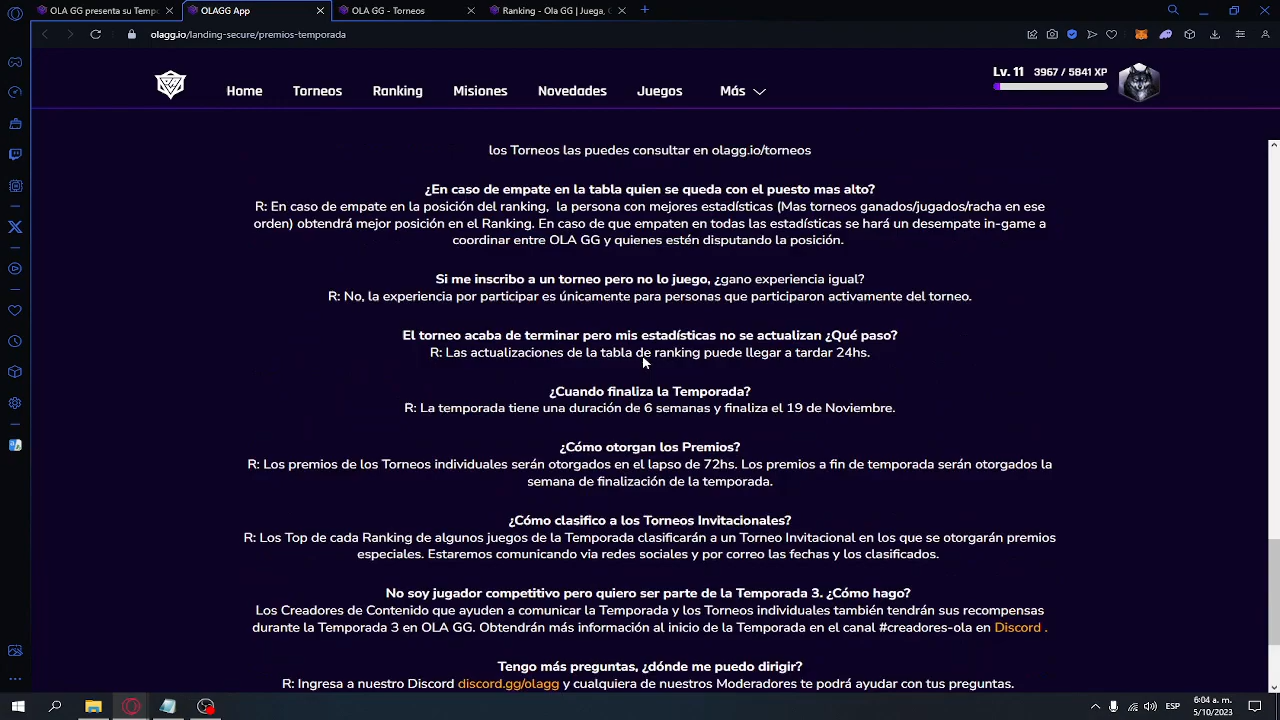 OLA GG presenta su Tempo
OLAGG App
OLA GG - Torneos
Ranking - Ola GG | Juega, G
olagg.io/landing-secure/premios-temporada
Home Torneos Ranking Misiones Novedades Juegos Más
Lv. 11 3967 / 5841 XP
los Torneos las puedes consultar en olagg.io/torneos
¿En caso de empate en la tabla quien se queda con el puesto mas alto?
R: En caso de empate en la posición del ranking, la persona con mejores estadísticas (Mas torneos ganados/jugados/racha en ese
orden) obtendrá mejor posición en el Ranking. En caso de que empaten en todas las estadísticas se hará un desempate in-game a
coordinar entre OLA GG y quienes estén disputando la posición.
Si me inscribo a un torneo pero no lo juego, ¿gano experiencia igual?
R: No, la experiencia por participar es únicamente para personas que participaron activamente del torneo.
El torneo acaba de terminar pero mis estadísticas no se actualizan ¿Qué paso?
R: Las actualizaciones de la tabla de ranking puede llegar a tardar 24hs.
¿Cuando finaliza la Temporada?
R: La temporada tiene una duración de 6 semanas y finaliza el 19 de Noviembre.
¿Cómo otorgan los Premios?
R: Los premios de los Torneos individuales serán otorgados en el lapso de 72hs. Los premios a fin de temporada serán otorgados la
semana de finalización de la temporada.
¿Cómo clasifico a los Torneos Invitacionales?
R: Los Top de cada Ranking de algunos juegos de la Temporada clasificarán a un Torneo Invitacional en los que se otorgarán premios
especiales. Estaremos comunicando via redes sociales y por correo las fechas y los clasificados.
No soy jugador competitivo pero quiero ser parte de la Temporada 3. ¿Cómo hago?
Los Creadores de Contenido que ayuden a comunicar la Temporada y los Torneos individuales también tendrán sus recompensas
durante la Temporada 3 en OLA GG. Obtendrán más información al inicio de la Temporada en el canal #creadores-ola en Discord .
Tengo más preguntas, ¿dónde me puedo dirigir?
R: Ingresa a nuestro Discord discord.gg/olagg y cualquiera de nuestros Moderadores te podrá ayudar con tus preguntas.
ESP
6:04 a. m.
5/10/2023